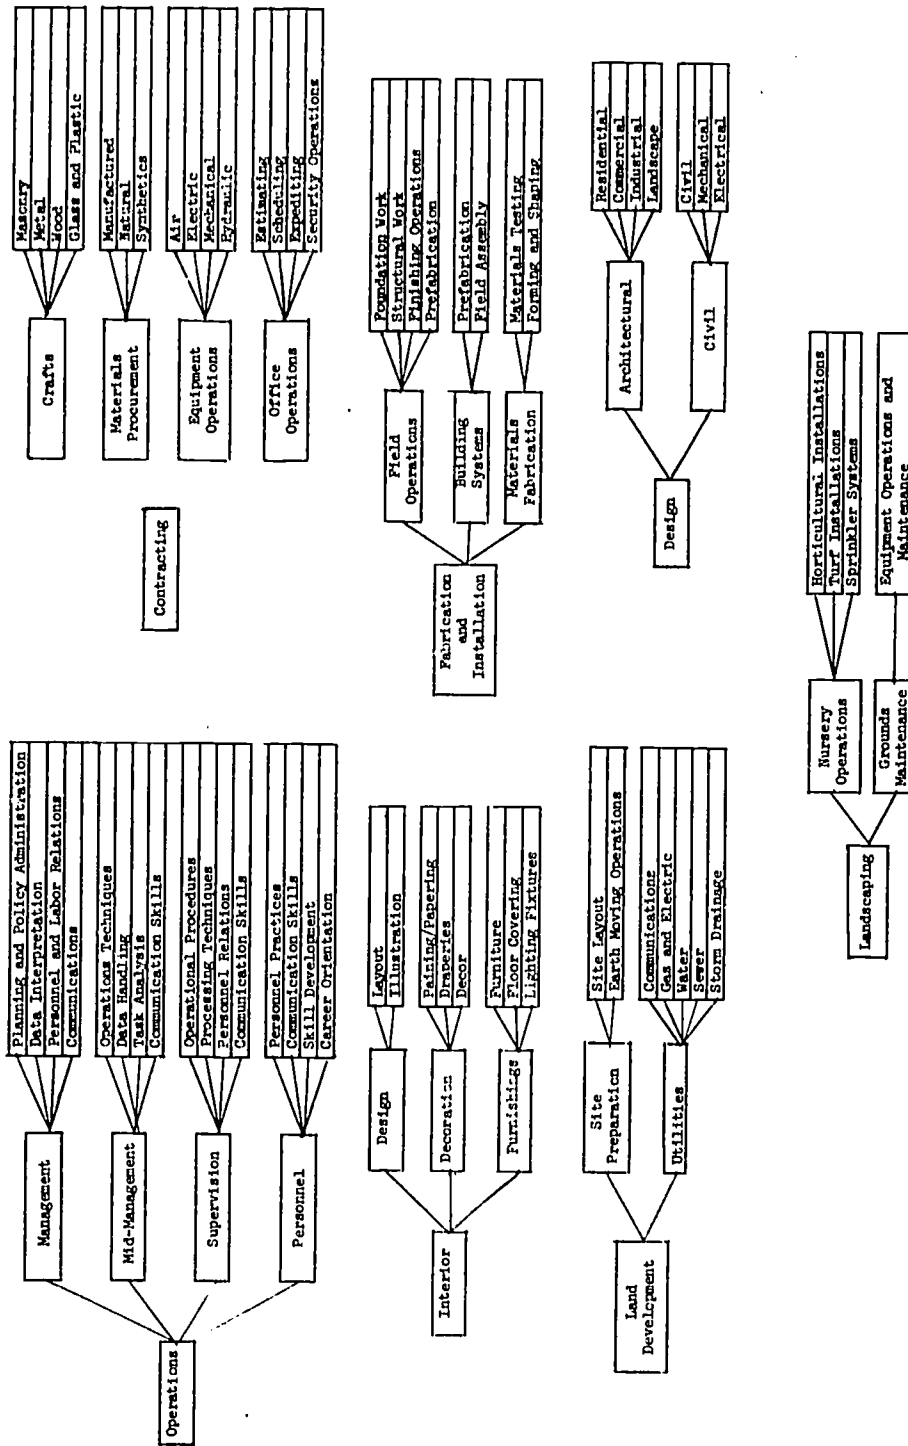 Operations
Management
Planning and Policy Administration
Data Interpretation
Personnel and Labor Relations
Communications
Mid-Management
Operations Techniques
Data Handling
Task Analysis
Communication Skills
Supervision
Operational Procedures
Processing Techniques
Personnel Relations
Communication Skills
Personnel
Personnel Practices
Communication Skills
Skill Development
Career Orientation
Contracting
Crafts
Masonry
Metal
Wood
Glass and Plastic
Materials
Procurement
Manufactured
Natural
Synthetics
Equipment
Operations
Air
Electric
Mechanical
Pydraulic
Office
Operations
Estimating
Scheduling
Expediting
Security Operations
Interior
Design
Layout
Illustration
Decoration
Paining/Papering
Draperies
Decor
Furnishings
Furniture
Floor Covering
Lighting Fixtures
Fabrication
and
Installation
Field
Operations
Foundation Work
Structural Work
Finishing Operations
Prefabrication
Building
Systems
Prefabrication
Field Assembly
Materials
Fabrication
Materials Testing
Forming and Shaping
Land
Development
Site
Preparation
Site Layout
Earth Moving Operations
Utilities
Communications
Gas and Electric
Water
Sewer
Storm Drainage
Design
Architectural
Residential
Commercial
Industrial
Landscape
Civil
Civil
Mechanical
Electrical
Landscaping
Nursery
Operations
Horticultural Installations
Turf Installations
Sprinkler Systems
Grounds
Maintenance
Equipment Operations and
Maintenance